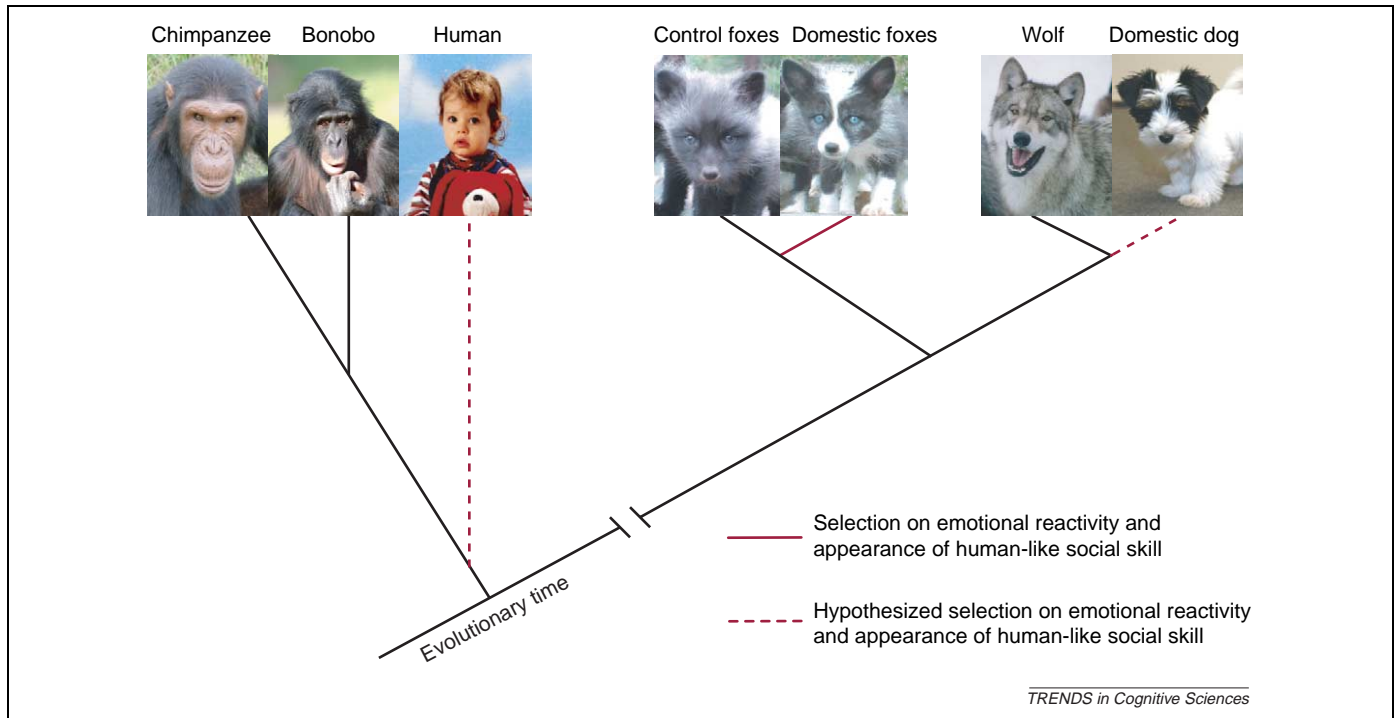 Chimpanzee
Bonobo
Human
Control foxes
Domestic foxes
Wolf
Domestic dog
Evolutionary time
Selection on emotional reactivity and
appearance of human-like social skill
Hypothesized selection on emotional reactivity
and appearance of human-like social skill
TRENDS in Cognitive Sciences